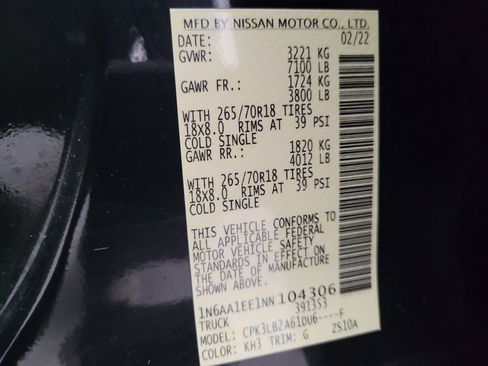 MFD BY NISSAN MOTOR CO., LTD.
DATE: 02/22
GVWR: 3221 KG
7100 LB
GAWR FR.: 1724 KG
3800 LB
WITH 265/70R18 TIRES
18X8.0 RIMS AT 39 PSI
COLD SINGLE
GAWR RR.: 1820 KG
4012 LB
WITH 265/70R18 TIRES
18X8.0 RIMS AT 39 PSI
COLD SINGLE
THIS VEHICLE CONFORMS TO
ALL APPLICABLE FEDERAL
MOTOR VEHICLE SAFETY
STANDARDS IN EFFECT ON
THE DATE OF MANUFACTURE
SHOWN ABOVE.
1N6AA1EE1NN104306
TRUCK 391353
MODEL: CPK3LBZA61DU6----F
COLOR: KH3 TRIM: G ZS10A